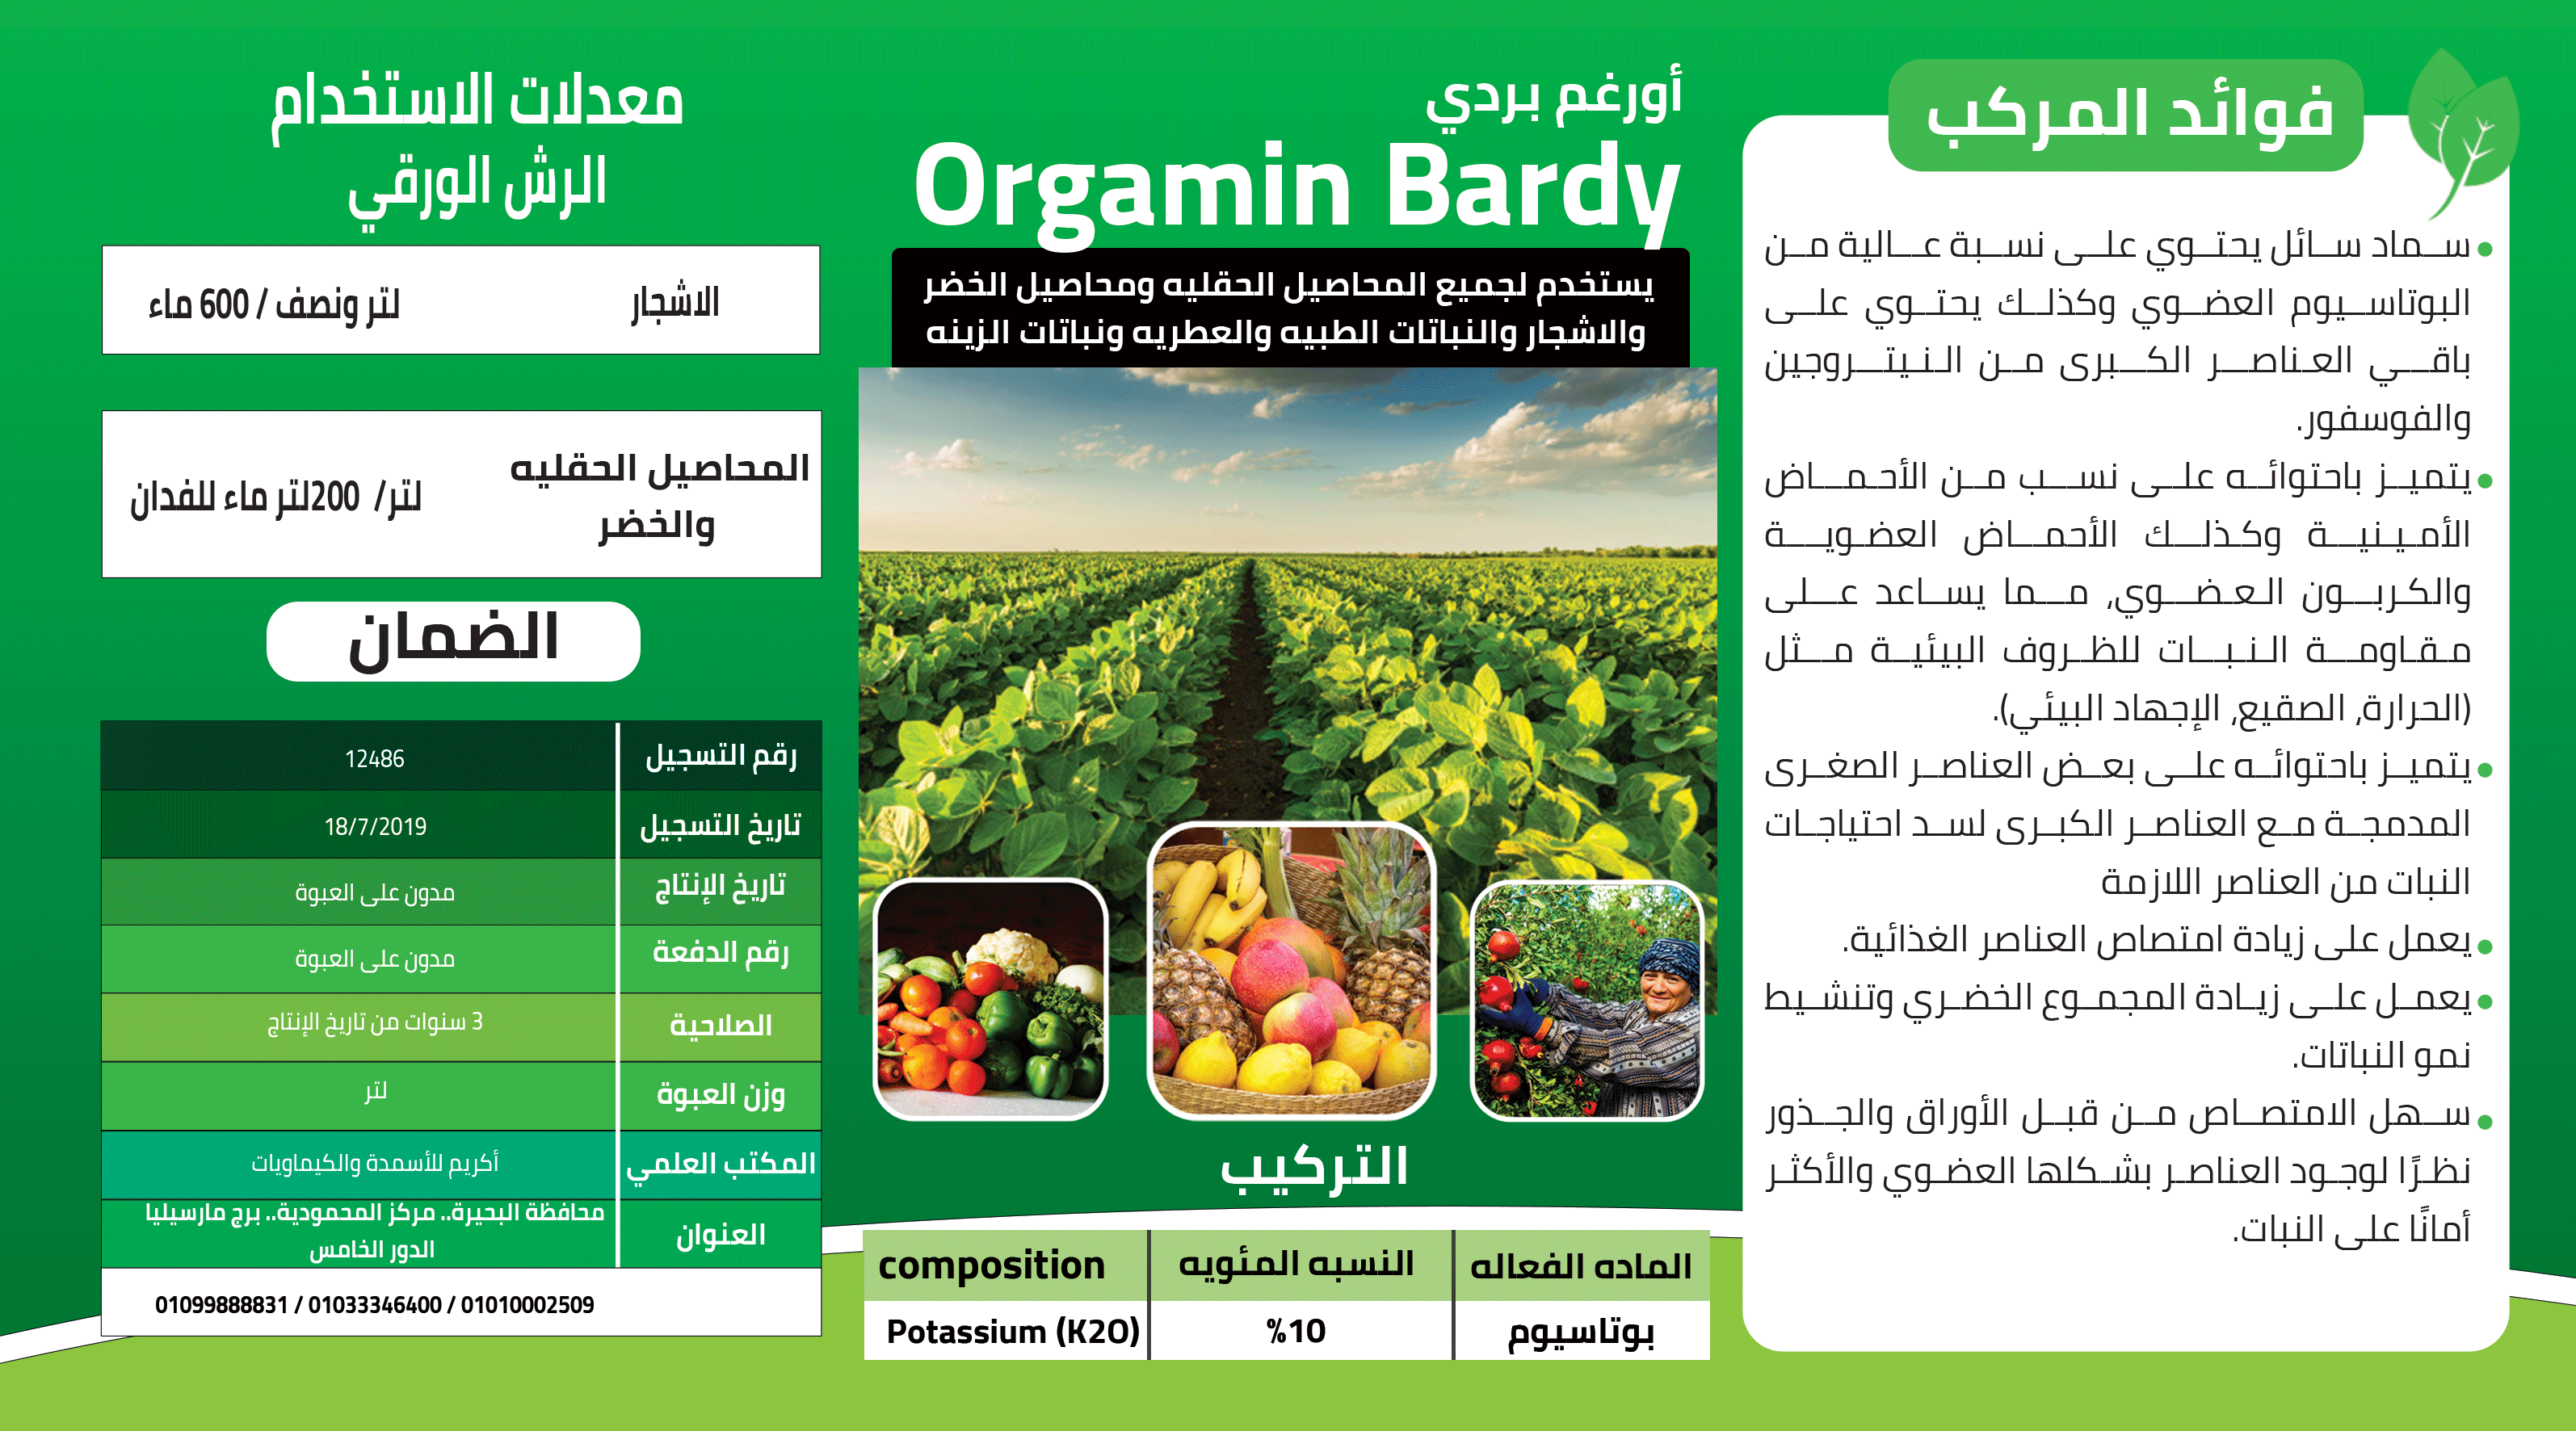 فوائد المركب
سماد سائل يحتوي على نسبة عالية من
البوتاسيوم العضوي وكذلك يحتوي على
باقي العناصر الكبرى من النيتروجين
والفوسفور.
يتميز باحتوائه على نسب من الأحماض
الأمينية وكذلك الأحماض العضوية
والكربون العضوي، مما يساعد على
مقاومة النبات للظروف البيئية مثل
(الحرارة، الصقيع، الإجهاد البيئي).
يتميز باحتوائه على بعض العناصر الصغرى
المدمجة مع العناصر الكبرى لسد احتياجات
النبات من العناصر اللازمة
يعمل على زيادة امتصاص العناصر الغذائية.
يعمل على زيادة المجموع الخضري وتنشيط
نمو النباتات.
سهل الامتصاص من قبل الأوراق والجذور
نظرًا لوجود العناصر بشكلها العضوي والأكثر
أمانًا على النبات.
أورغم بردي
Orgamin Bardy
يستخدم لجميع المحاصيل الحقليه ومحاصيل الخضر
والاشجار والنباتات الطبيه والعطريه ونباتات الزينه
التركيب
الماده الفعاله النسبه المئويه composition
بوتاسيوم %10 Potassium (K2O)
معدلات الاستخدام
الرش الورقي
الاشجار لتر ونصف / 600 ماء
المحاصيل الحقليه
والخضر
لتر/ 200لتر ماء للفدان
الضمان
رقم التسجيل 12486
تاريخ التسجيل 18/7/2019
تاريخ الإنتاج مدون على العبوة
رقم الدفعة مدون على العبوة
الصلاحية 3 سنوات من تاريخ الإنتاج
وزن العبوة لتر
المكتب العلمي أكريم للأسمدة والكيماويات
العنوان محافظة البحيرة.. مركز المحمودية.. برج مارسيليا
الدور الخامس
01099888831 / 01033346400 / 01010002509